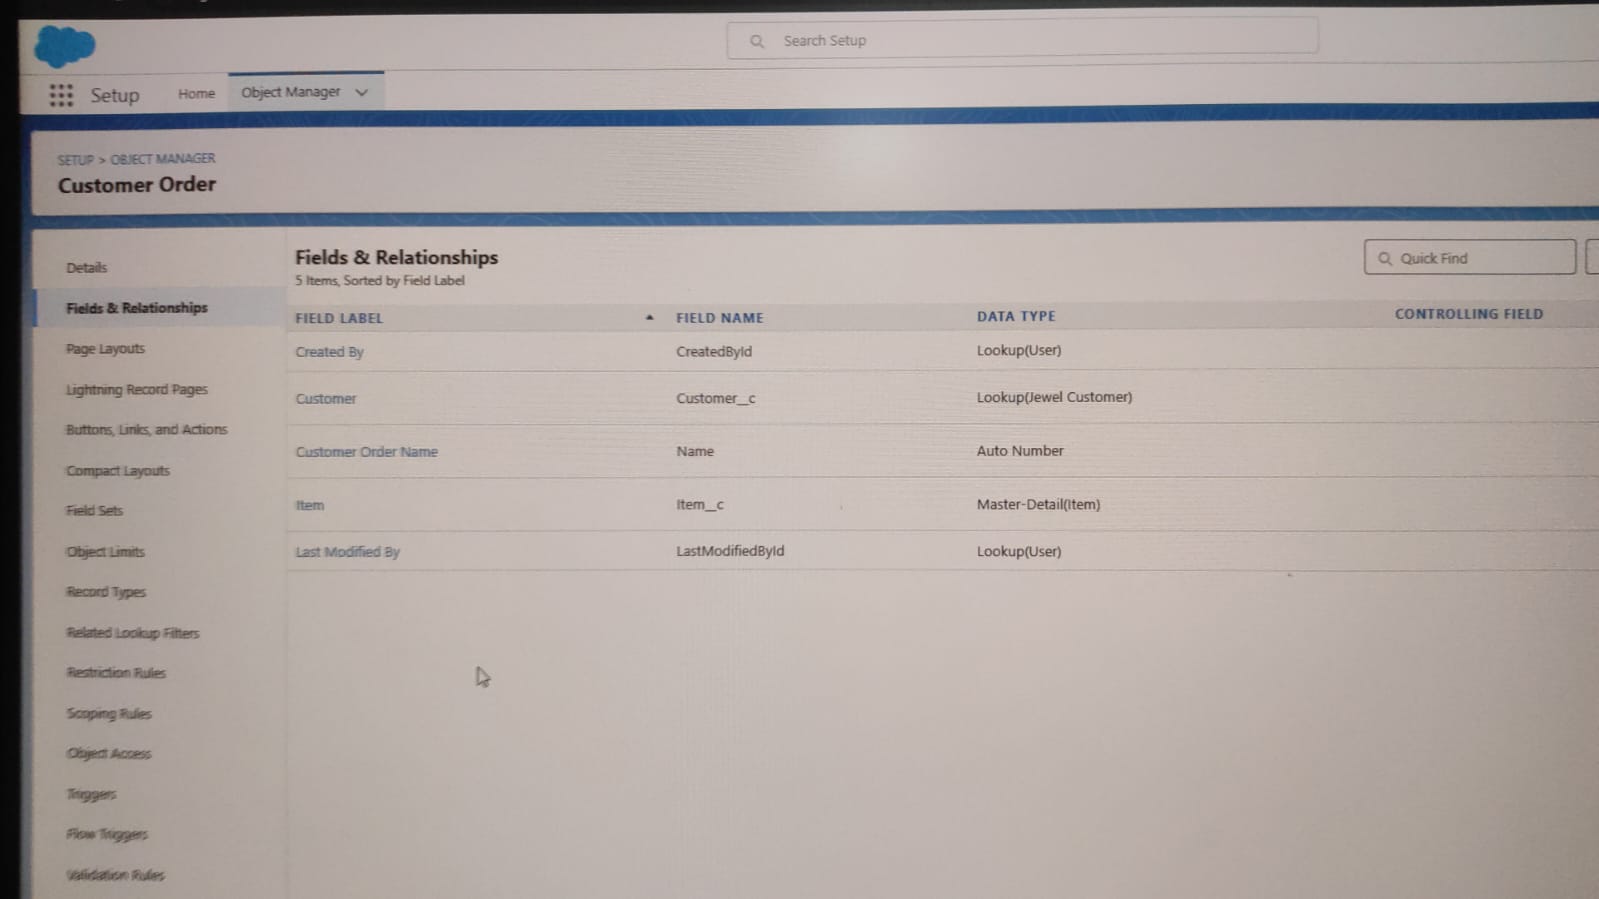 Search Setup
Setup Home Object Manager
SETUP > OBJECT MANAGER
Customer Order
Details
Fields & Relationships
Page Layouts
Lightning Record Pages
Buttons, Links, and Actions
Compact Layouts
Field Sets
Object Limits
Record Types
Related Lookup Filters
Restriction Rules
Scoping Rules
Object Access
Triggers
Flow Triggers
Validation Rules
Fields & Relationships
5 Items, Sorted by Field Label
Quick Find
FIELD LABEL FIELD NAME DATA TYPE CONTROLLING FIELD
Created By CreatedById Lookup(User)
Customer Customer__c Lookup(Jewel Customer)
Customer Order Name Name Auto Number
Item Item__c Master-Detail(Item)
Last Modified By LastModifiedById Lookup(User)